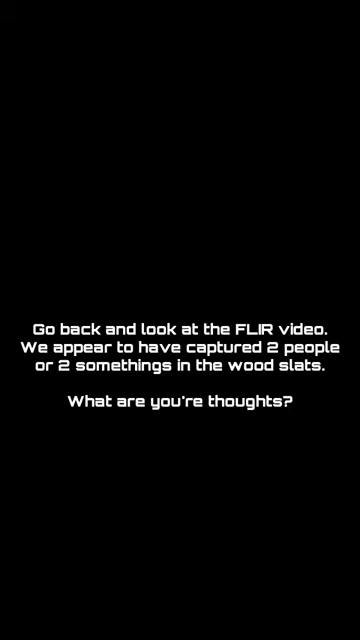 Go back and look at the FLIR video.
We appear to have captured 2 people
or 2 somethings in the wood slats.
What are you're thoughts?